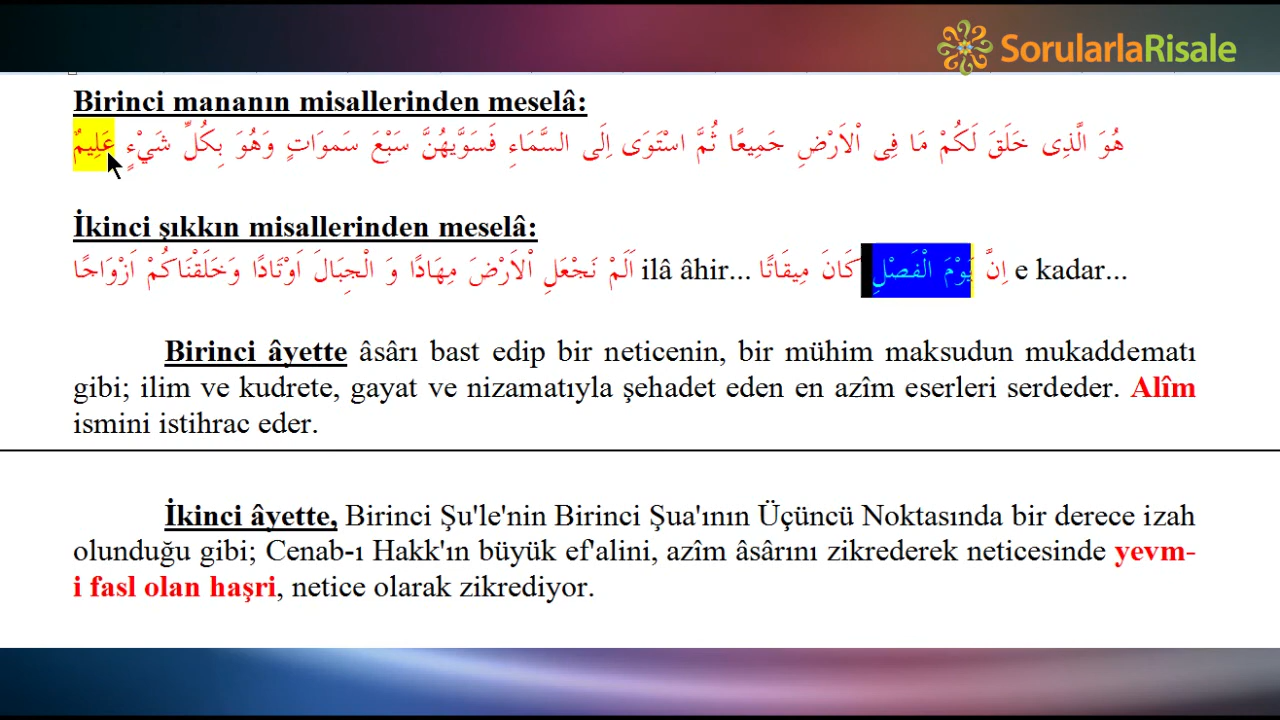 SorularlaRisale
Birinci mananın misallerinden meselâ:
هُوَ الَّذِى خَلَقَ لَكُمْ مَا فِى اْلاَرْضِ جَمِيعًا ثُمَّ اسْتَوَى اِلَى السَّمَاءِ فَسَوَّيهُنَّ سَبْعَ سَموَاتٍ وَهُوَ بِكُلِّ شَيْءٍ عَلِيمٌ
İkinci şıkkın misallerinden meselâ:
اَلَمْ نَجْعَلِ اْلاَرْضَ مِهَادًا وَ الْجِبَالَ اَوْتَادًا وَخَلَقْنَاكُمْ اَزْوَاجًا ilâ âhir... اِنَّ يَوْمَ الْفَصْلِ كَانَ مِيقَاتًا e kadar...
Birinci âyette âsârı bast edip bir neticenin, bir mühim maksudun mukaddematı
gibi; ilim ve kudrete, gayat ve nizamatıyla şehadet eden en azîm eserleri serdeder. Alîm
ismini istihrac eder.
İkinci âyette, Birinci Şu'le'nin Birinci Şua'ının Üçüncü Noktasında bir derece izah
olunduğu gibi; Cenab-ı Hakk'ın büyük ef'alini, azîm âsârını zikrederek neticesinde yevm-
i fasl olan haşri, netice olarak zikrediyor.